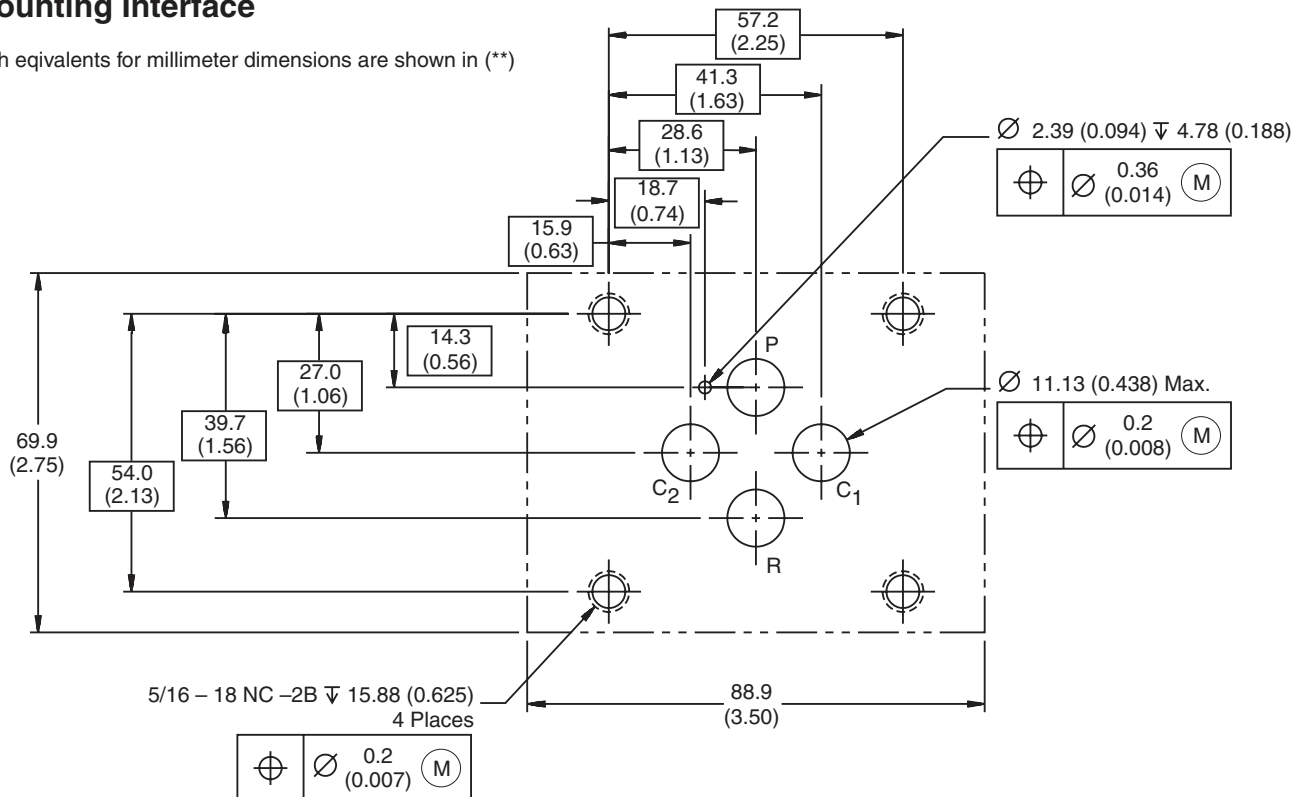 ounting Interface
h eqivalents for millimeter dimensions are shown in (**)
57.2
(2.25)
41.3
(1.63)
28.6
(1.13)
18.7
(0.74)
15.9
(0.63)
⌀ 2.39 (0.094) ↧ 4.78 (0.188)
⌖ ⌀ 0.36
(0.014) Ⓜ
14.3
(0.56)
27.0
(1.06)
39.7
(1.56)
54.0
(2.13)
69.9
(2.75)
P
C2
C1
R
⌀ 11.13 (0.438) Max.
⌖ ⌀ 0.2
(0.008) Ⓜ
5/16 – 18 NC –2B ↧ 15.88 (0.625)
4 Places
⌖ ⌀ 0.2
(0.007) Ⓜ
88.9
(3.50)